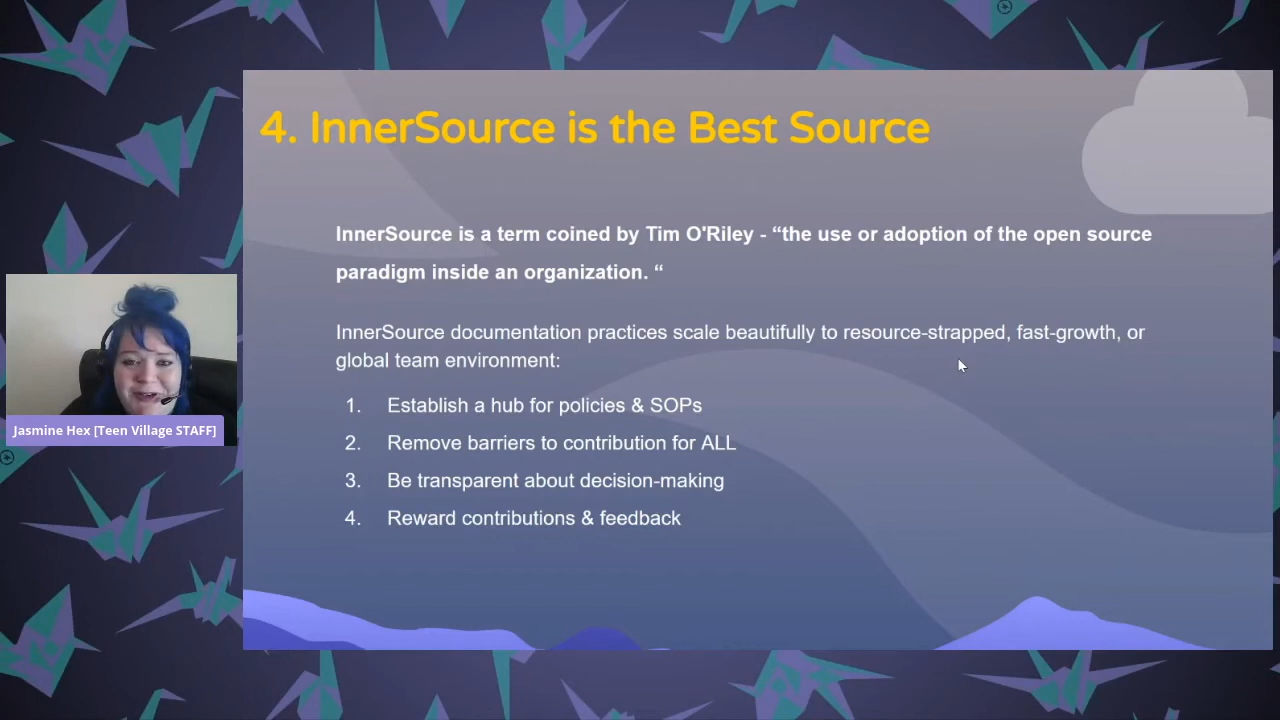 4. InnerSource is the Best Source
InnerSource is a term coined by Tim O'Riley - “the use or adoption of the open source
paradigm inside an organization. “
InnerSource documentation practices scale beautifully to resource-strapped, fast-growth, or
global team environment:
1. Establish a hub for policies & SOPs
2. Remove barriers to contribution for ALL
3. Be transparent about decision-making
4. Reward contributions & feedback
Jasmine Hex [Teen Village STAFF]